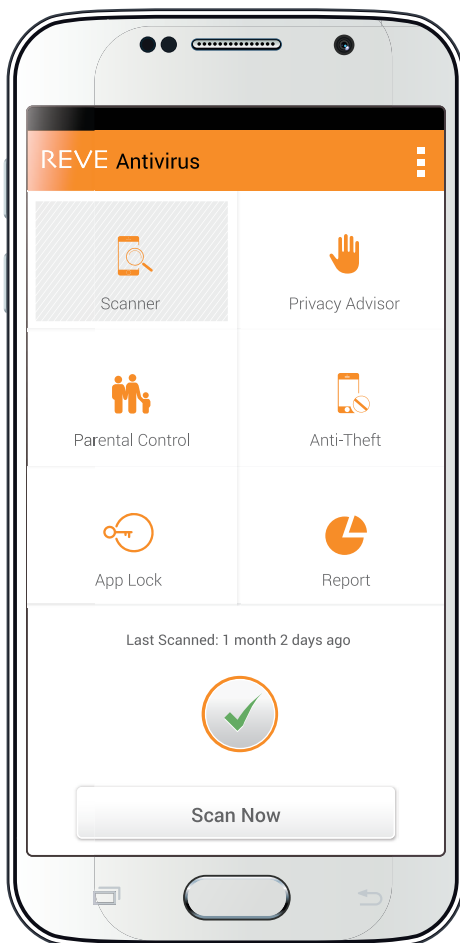 REVE Antivirus
Scanner
Privacy Advisor
Parental Control
Anti-Theft
App Lock
Report
Last Scanned: 1 month 2 days ago
Scan Now